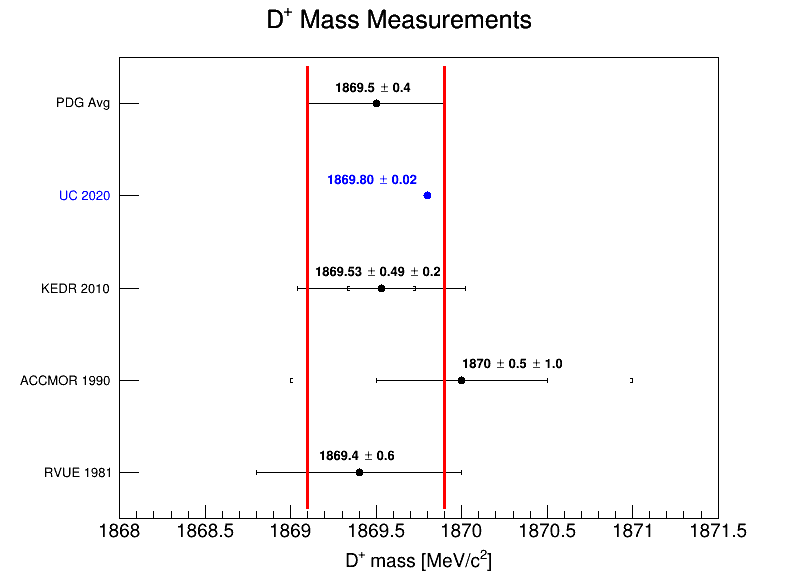 D⁺ Mass Measurements
PDG Avg
1869.5 ± 0.4
UC 2020
1869.80 ± 0.02
KEDR 2010
1869.53 ± 0.49 ± 0.2
ACCMOR 1990
1870 ± 0.5 ± 1.0
RVUE 1981
1869.4 ± 0.6
1868 1868.5 1869 1869.5 1870 1870.5 1871 1871.5
D⁺ mass [MeV/c²]